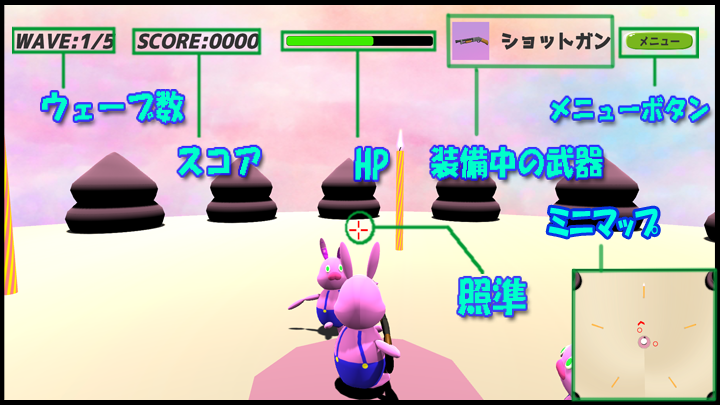 WAVE:1/5
SCORE:0000
ショットガン
メニュー
ウェーブ数
スコア
HP
装備中の武器
メニューボタン
ミニマップ
照準